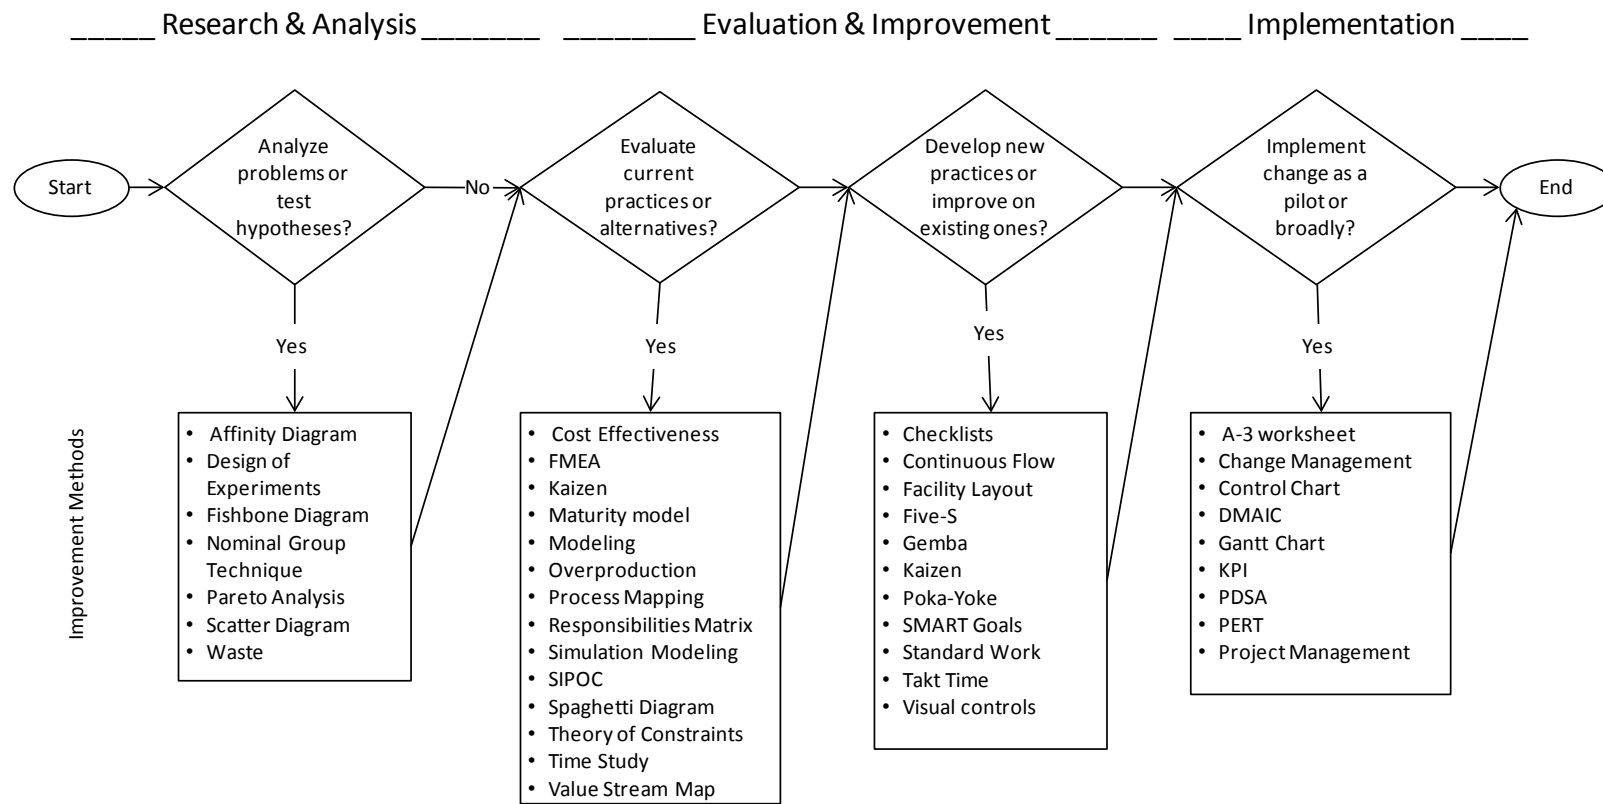 _____ Research & Analysis _______
________ Evaluation & Improvement ______
____ Implementation ____
Start
Analyze
problems or
test
hypotheses?
No
Evaluate
current
practices or
alternatives?
Develop new
practices or
improve on
existing ones?
Implement
change as a
pilot or
broadly?
End
Yes
Yes
Yes
Yes
Improvement Methods
• Affinity Diagram
• Design of
Experiments
• Fishbone Diagram
• Nominal Group
Technique
• Pareto Analysis
• Scatter Diagram
• Waste
• Cost Effectiveness
• FMEA
• Kaizen
• Maturity model
• Modeling
• Overproduction
• Process Mapping
• Responsibilities Matrix
• Simulation Modeling
• SIPOC
• Spaghetti Diagram
• Theory of Constraints
• Time Study
• Value Stream Map
• Checklists
• Continuous Flow
• Facility Layout
• Five-S
• Gemba
• Kaizen
• Poka-Yoke
• SMART Goals
• Standard Work
• Takt Time
• Visual controls
• A-3 worksheet
• Change Management
• Control Chart
• DMAIC
• Gantt Chart
• KPI
• PDSA
• PERT
• Project Management